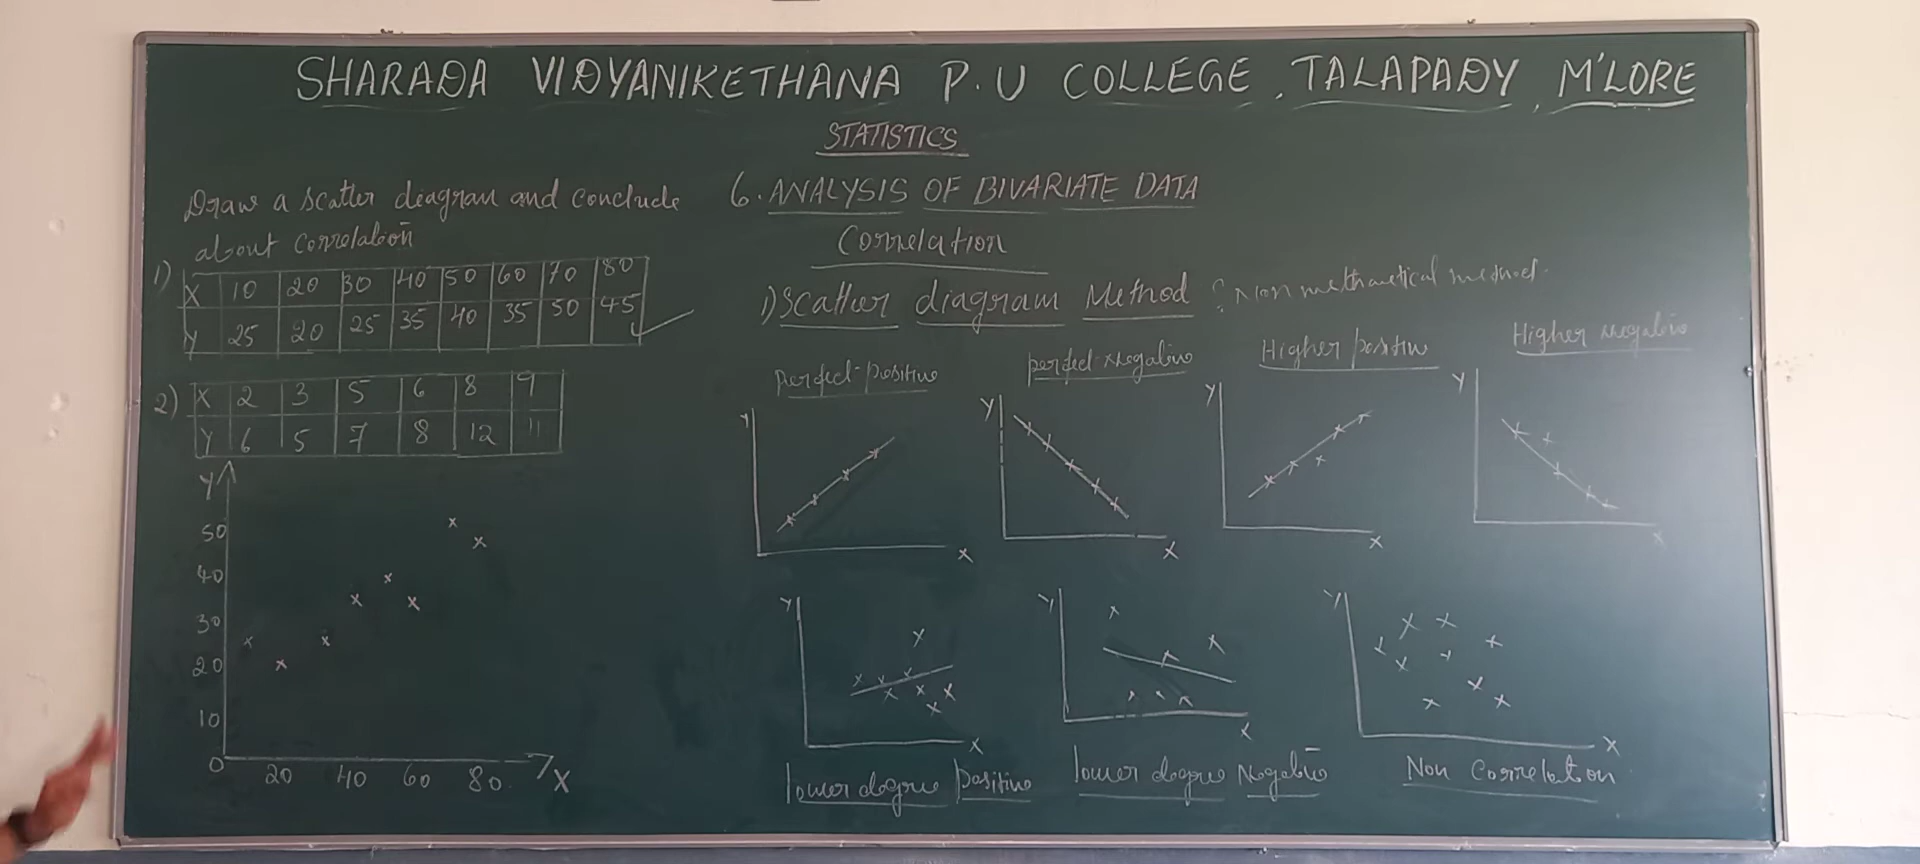 SHARADA VIDYANIKETHANA P.U COLLEGE, TALAPADY, M'LORE
STATISTICS
Draw a scatter diagram and conclude
about Correlation
1)
X 10 20 30 40 50 60 70 80
Y 25 20 25 35 40 35 50 45
2)
X 2 3 5 6 8 9
Y 6 5 7 8 12 11
Y
50
40
30
20
10
0
20 40 60 80
X
6. ANALYSIS OF BIVARIATE DATA
Correlation
1) Scatter diagram Method : Non
Perfect-positive
Y
X
perfect negative
Y
X
Higher positive
Y
X
Higher negative
Y
X
Y
X
lower degree positive
Y
X
lower degree Negative
Y
X
Non Correlation